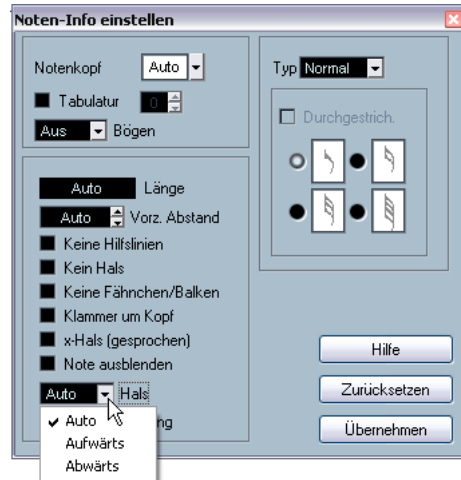 Noten-Info einstellen
Notenkopf Auto
Tabulatur 0
Aus Bögen
Auto Länge
Auto Vorz. Abstand
Keine Hilfslinien
Kein Hals
Keine Fähnchen/Balken
Klammer um Kopf
x-Hals (gesprochen)
Note ausblenden
Auto Hals
Auto
Aufwärts
Abwärts
Typ Normal
Durchgestrich.
Hilfe
Zurücksetzen
Übernehmen